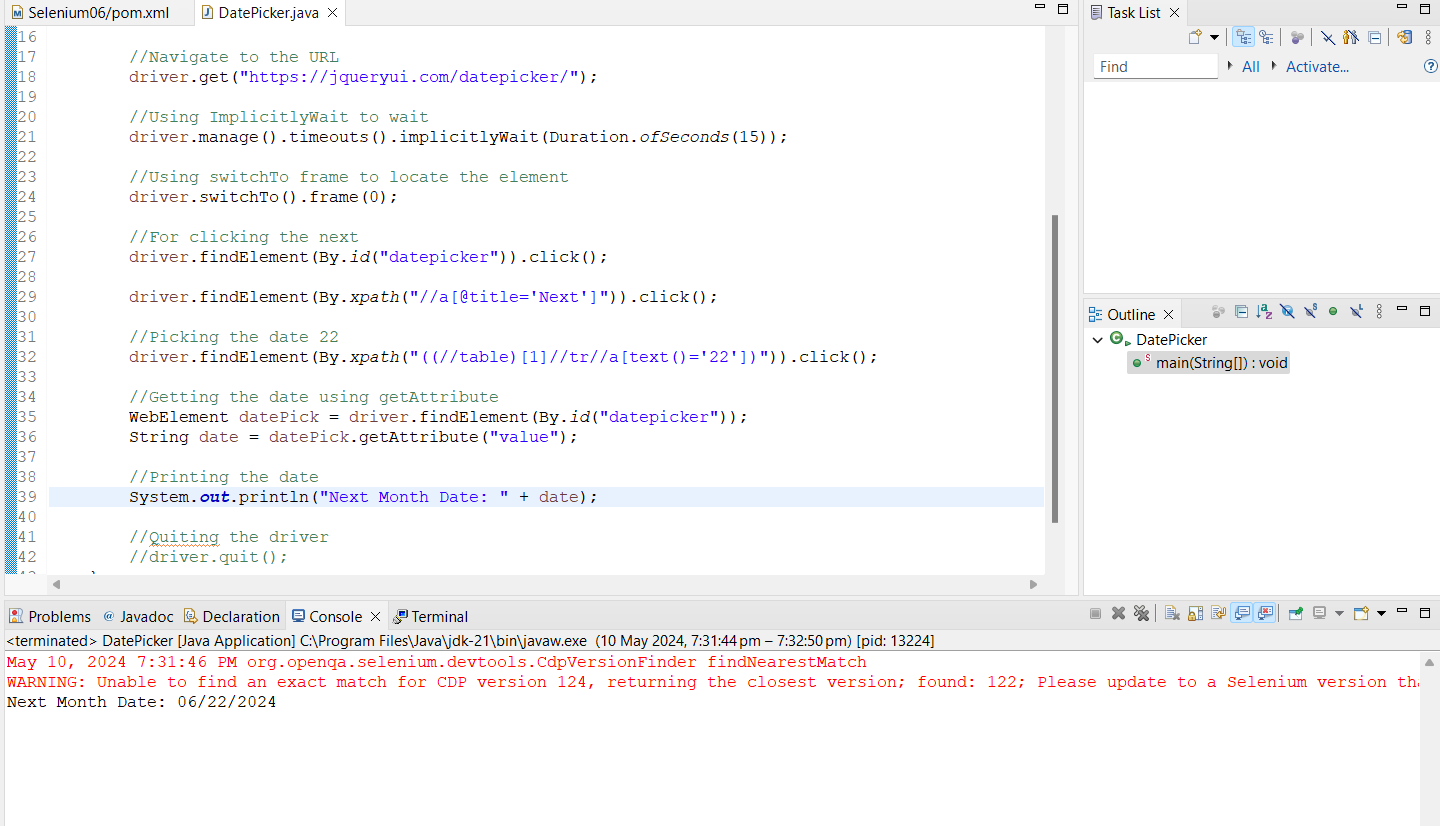 Selenium06/pom.xml
DatePicker.java
16
17 //Navigate to the URL
18 driver.get("https://jqueryui.com/datepicker/");
19
20 //Using ImplicitlyWait to wait
21 driver.manage().timeouts().implicitlyWait(Duration.ofSeconds(15));
22
23 //Using switchTo frame to locate the element
24 driver.switchTo().frame(0);
25
26 //For clicking the next
27 driver.findElement(By.id("datepicker")).click();
28
29 driver.findElement(By.xpath("//a[@title='Next']")).click();
30
31 //Picking the date 22
32 driver.findElement(By.xpath("((//table)[1]//tr//a[text()='22'])")).click();
33
34 //Getting the date using getAttribute
35 WebElement datePick = driver.findElement(By.id("datepicker"));
36 String date = datePick.getAttribute("value");
37
38 //Printing the date
39 System.out.println("Next Month Date: " + date);
40
41 //Quiting the driver
42 //driver.quit();
Task List
Find
All
Activate...
Outline
DatePicker
main(String[]) : void
Problems
Javadoc
Declaration
Console
Terminal
<terminated> DatePicker [Java Application] C:\Program Files\Java\jdk-21\bin\javaw.exe (10 May 2024, 7:31:44 pm – 7:32:50 pm) [pid: 13224]
May 10, 2024 7:31:46 PM org.openqa.selenium.devtools.CdpVersionFinder findNearestMatch
WARNING: Unable to find an exact match for CDP version 124, returning the closest version; found: 122; Please update to a Selenium version
Next Month Date: 06/22/2024